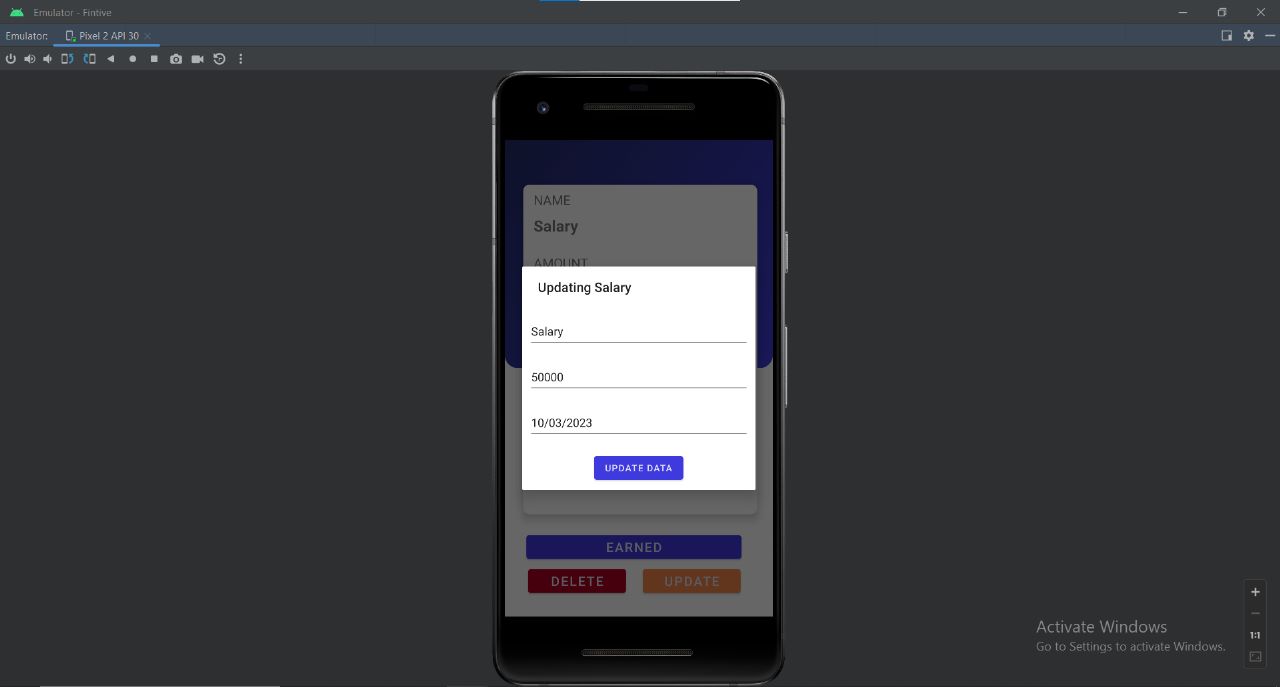 Emulator - Fintive
Emulator: Pixel 2 API 30
NAME
Salary
AMOUNT
Updating Salary
Salary
50000
10/03/2023
UPDATE DATA
EARNED
DELETE UPDATE
1:1
Activate Windows
Go to Settings to activate Windows.